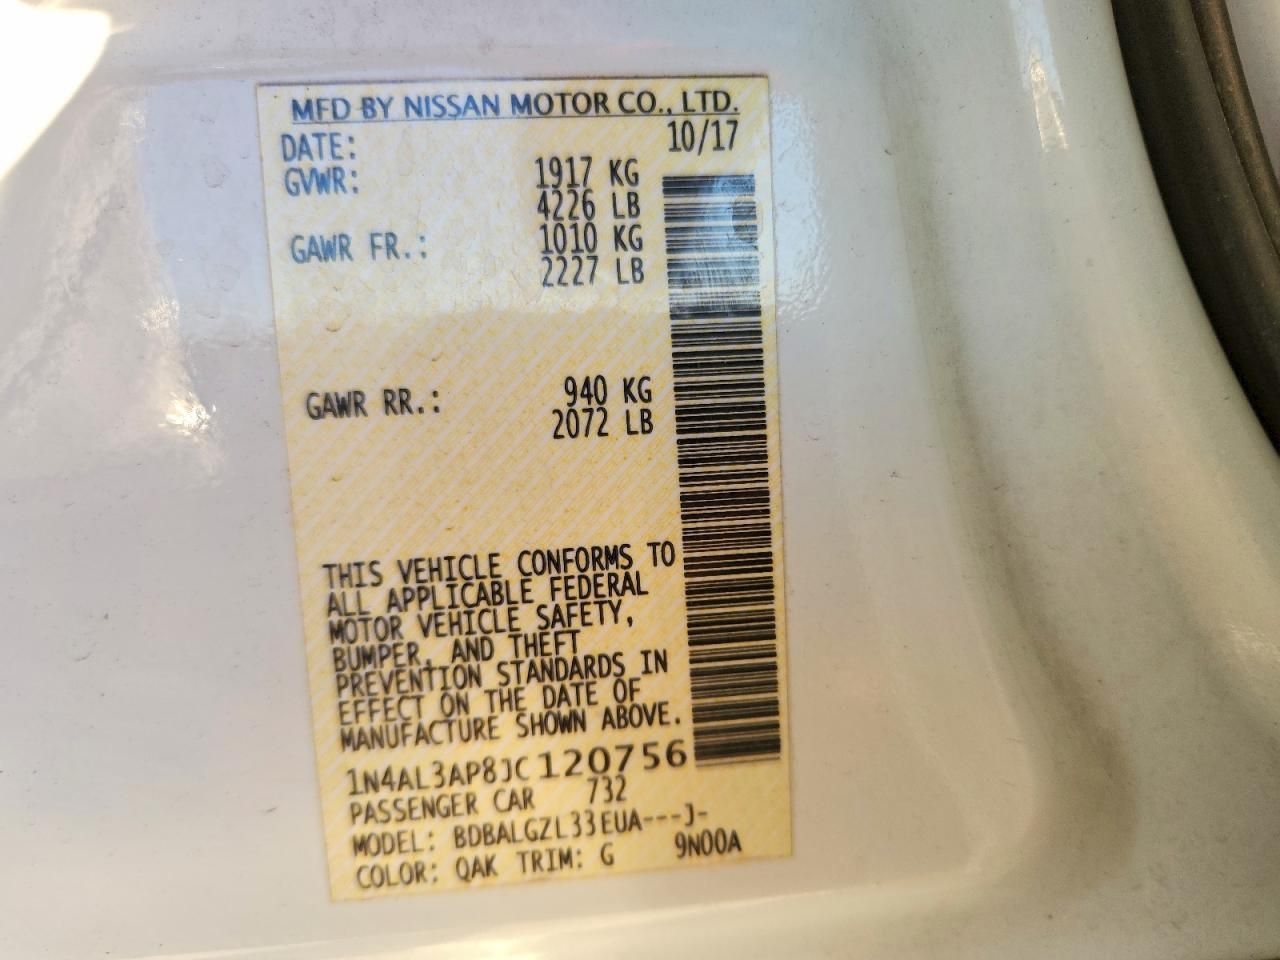 MFD BY NISSAN MOTOR CO., LTD.
DATE: 10/17
GVWR: 1917 KG
4226 LB
GAWR FR.: 1010 KG
2227 LB
GAWR RR.: 940 KG
2072 LB
THIS VEHICLE CONFORMS TO
ALL APPLICABLE FEDERAL
MOTOR VEHICLE SAFETY,
BUMPER, AND THEFT
PREVENTION STANDARDS IN
EFFECT ON THE DATE OF
MANUFACTURE SHOWN ABOVE.
1N4AL3AP8JC120756
PASSENGER CAR 732
MODEL: BDBALGZL33EUA---J-
COLOR: QAK TRIM: G 9N00A